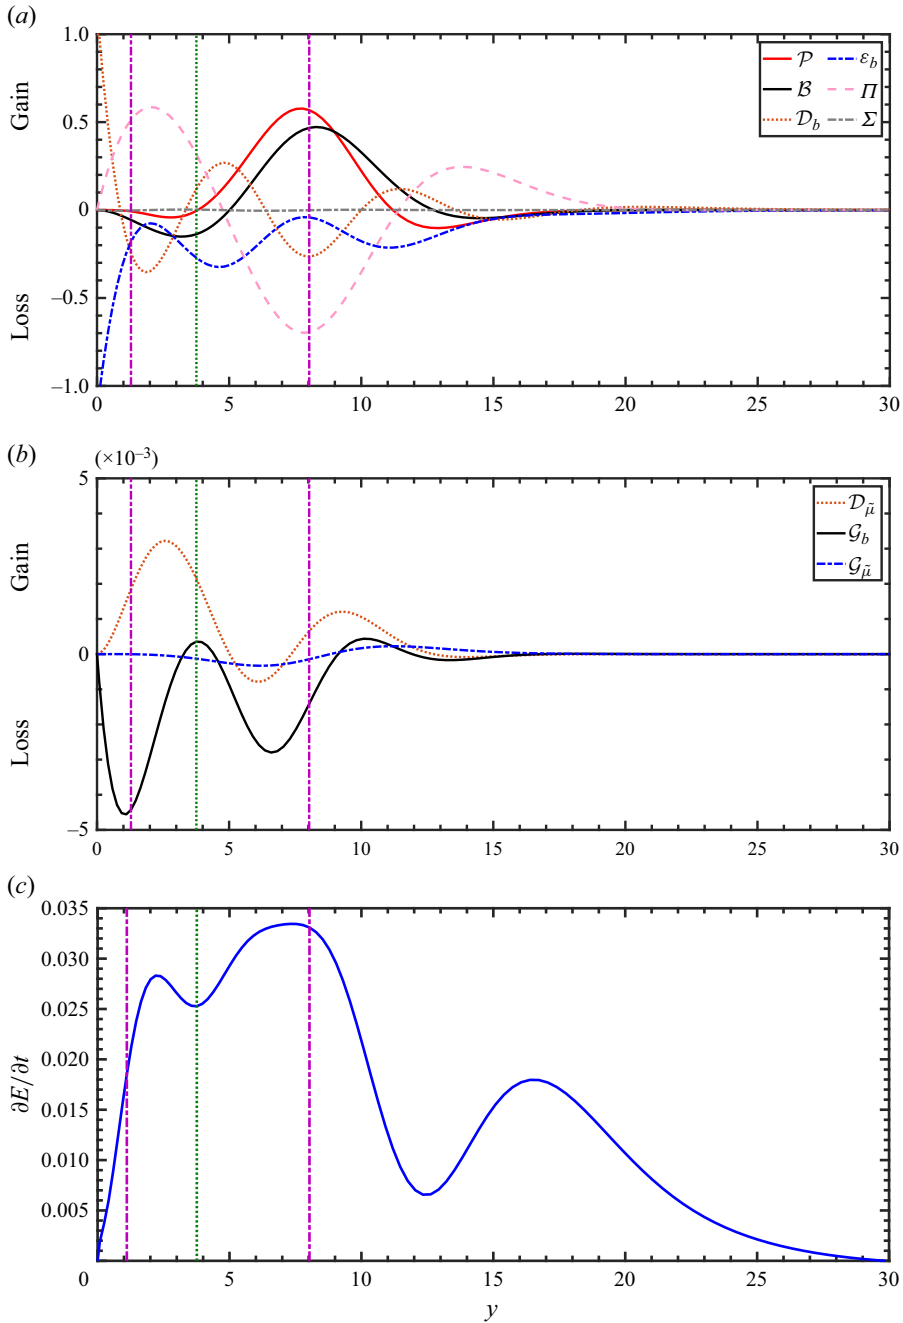 (a)
1.0
0.5
0
−0.5
−1.0
Gain
Loss
𝒫
ℬ
𝒟_b
ε_b
Π
Σ
0 5 10 15 20 25 30
(b)
(×10⁻³)
5
0
−5
Gain
Loss
𝒟_μ̃
𝒢_b
𝒢_μ̃
0 5 10 15 20 25 30
(c)
0.035
0.030
0.025
0.020
0.015
0.010
0.005
∂E/∂t
0 0 5 10 15 20 25 30
y